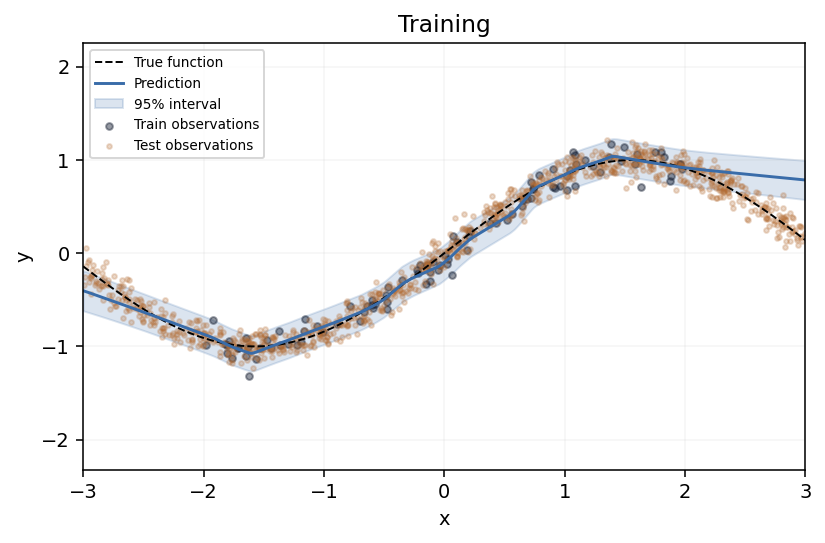 Training
True function
Prediction
95% interval
Train observations
Test observations
y
2
1
0
−1
−2
−3 −2 −1 0 1 2 3
x